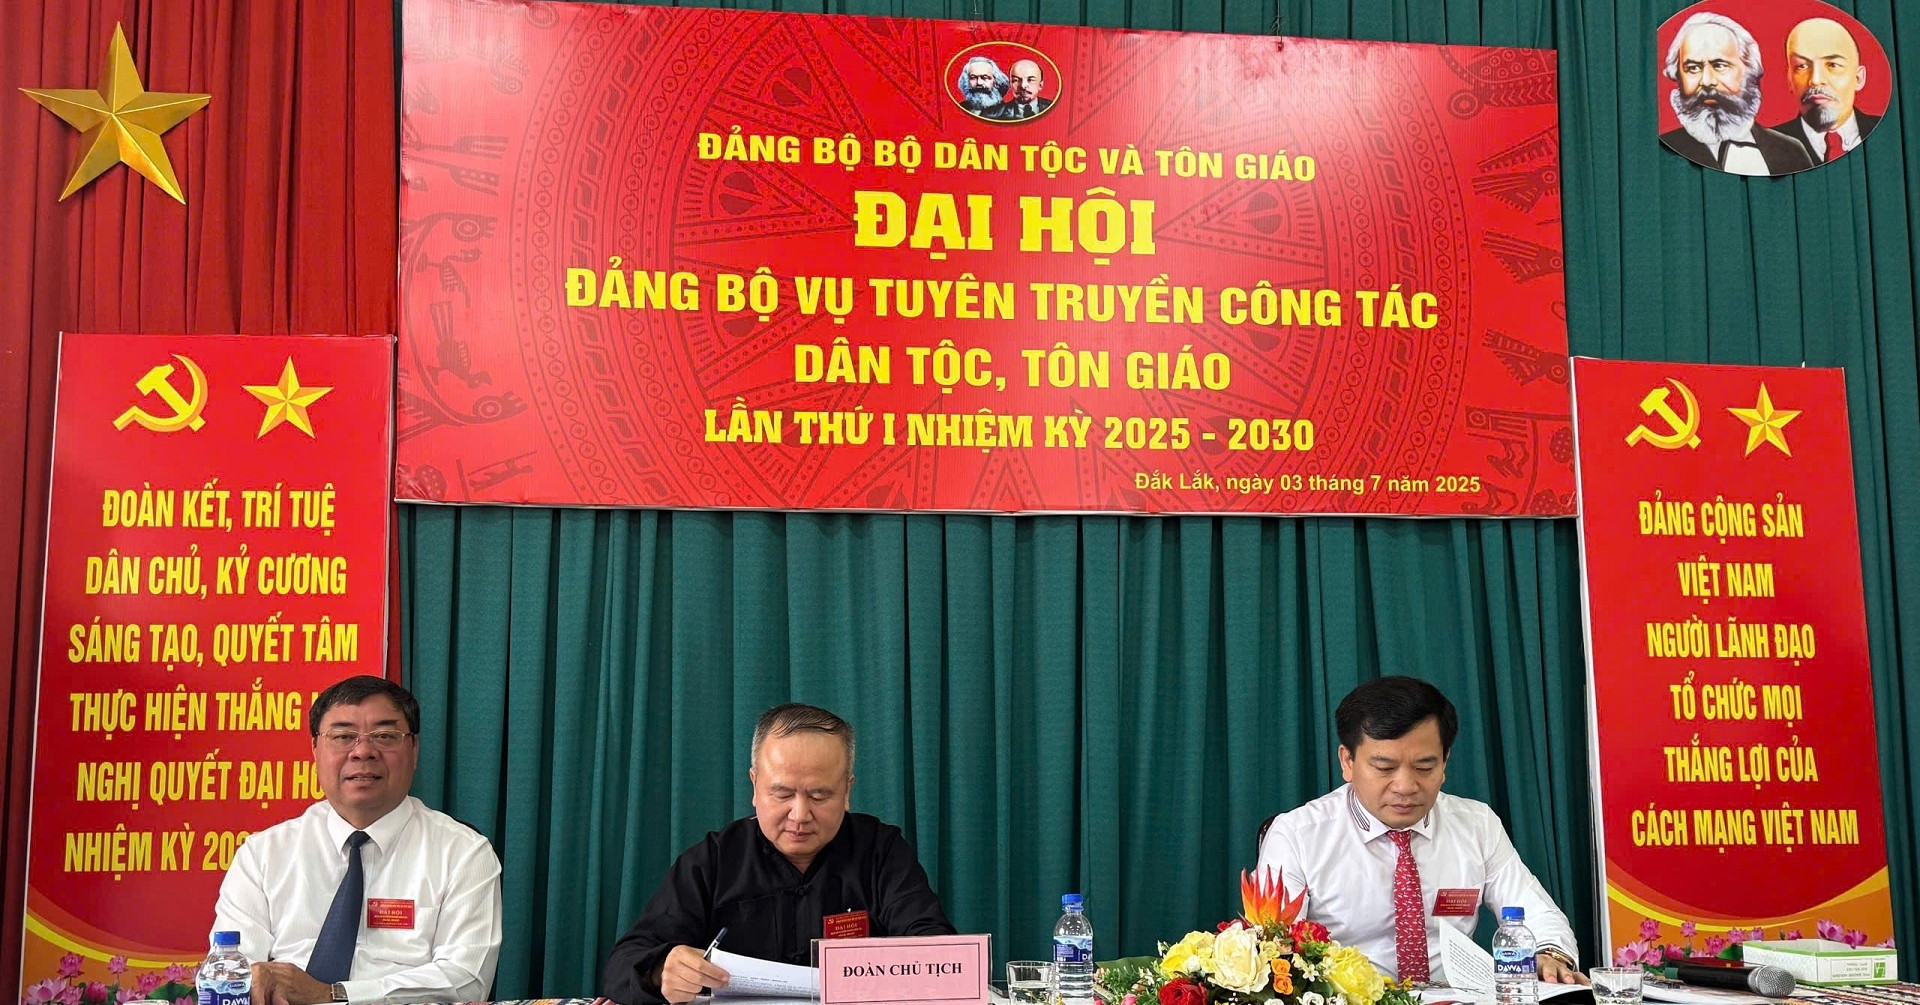 ĐẢNG BỘ BỘ DÂN TỘC VÀ TÔN GIÁO
ĐẠI HỘI
ĐẢNG BỘ VỤ TUYÊN TRUYỀN CÔNG TÁC
DÂN TỘC, TÔN GIÁO
LẦN THỨ I NHIỆM KỲ 2025 - 2030
Đắk Lắk, ngày 03 tháng 7 năm 2025
ĐOÀN KẾT, TRÍ TUỆ
DÂN CHỦ, KỶ CƯƠNG
SÁNG TẠO, QUYẾT TÂM
THỰC HIỆN THẮNG
NGHỊ QUYẾT ĐẠI
NHIỆM KỲ
ĐẢNG CỘNG SẢN
VIỆT NAM
NGƯỜI LÃNH ĐẠO
TỔ CHỨC MỌI
THẮNG LỢI CỦA
CÁCH MẠNG VIỆT NAM
ĐẠI HỘI
ĐẠI HỘI
ĐẠI HỘI
ĐOÀN CHỦ TỊCH
DAWA
DAWA
DAWA